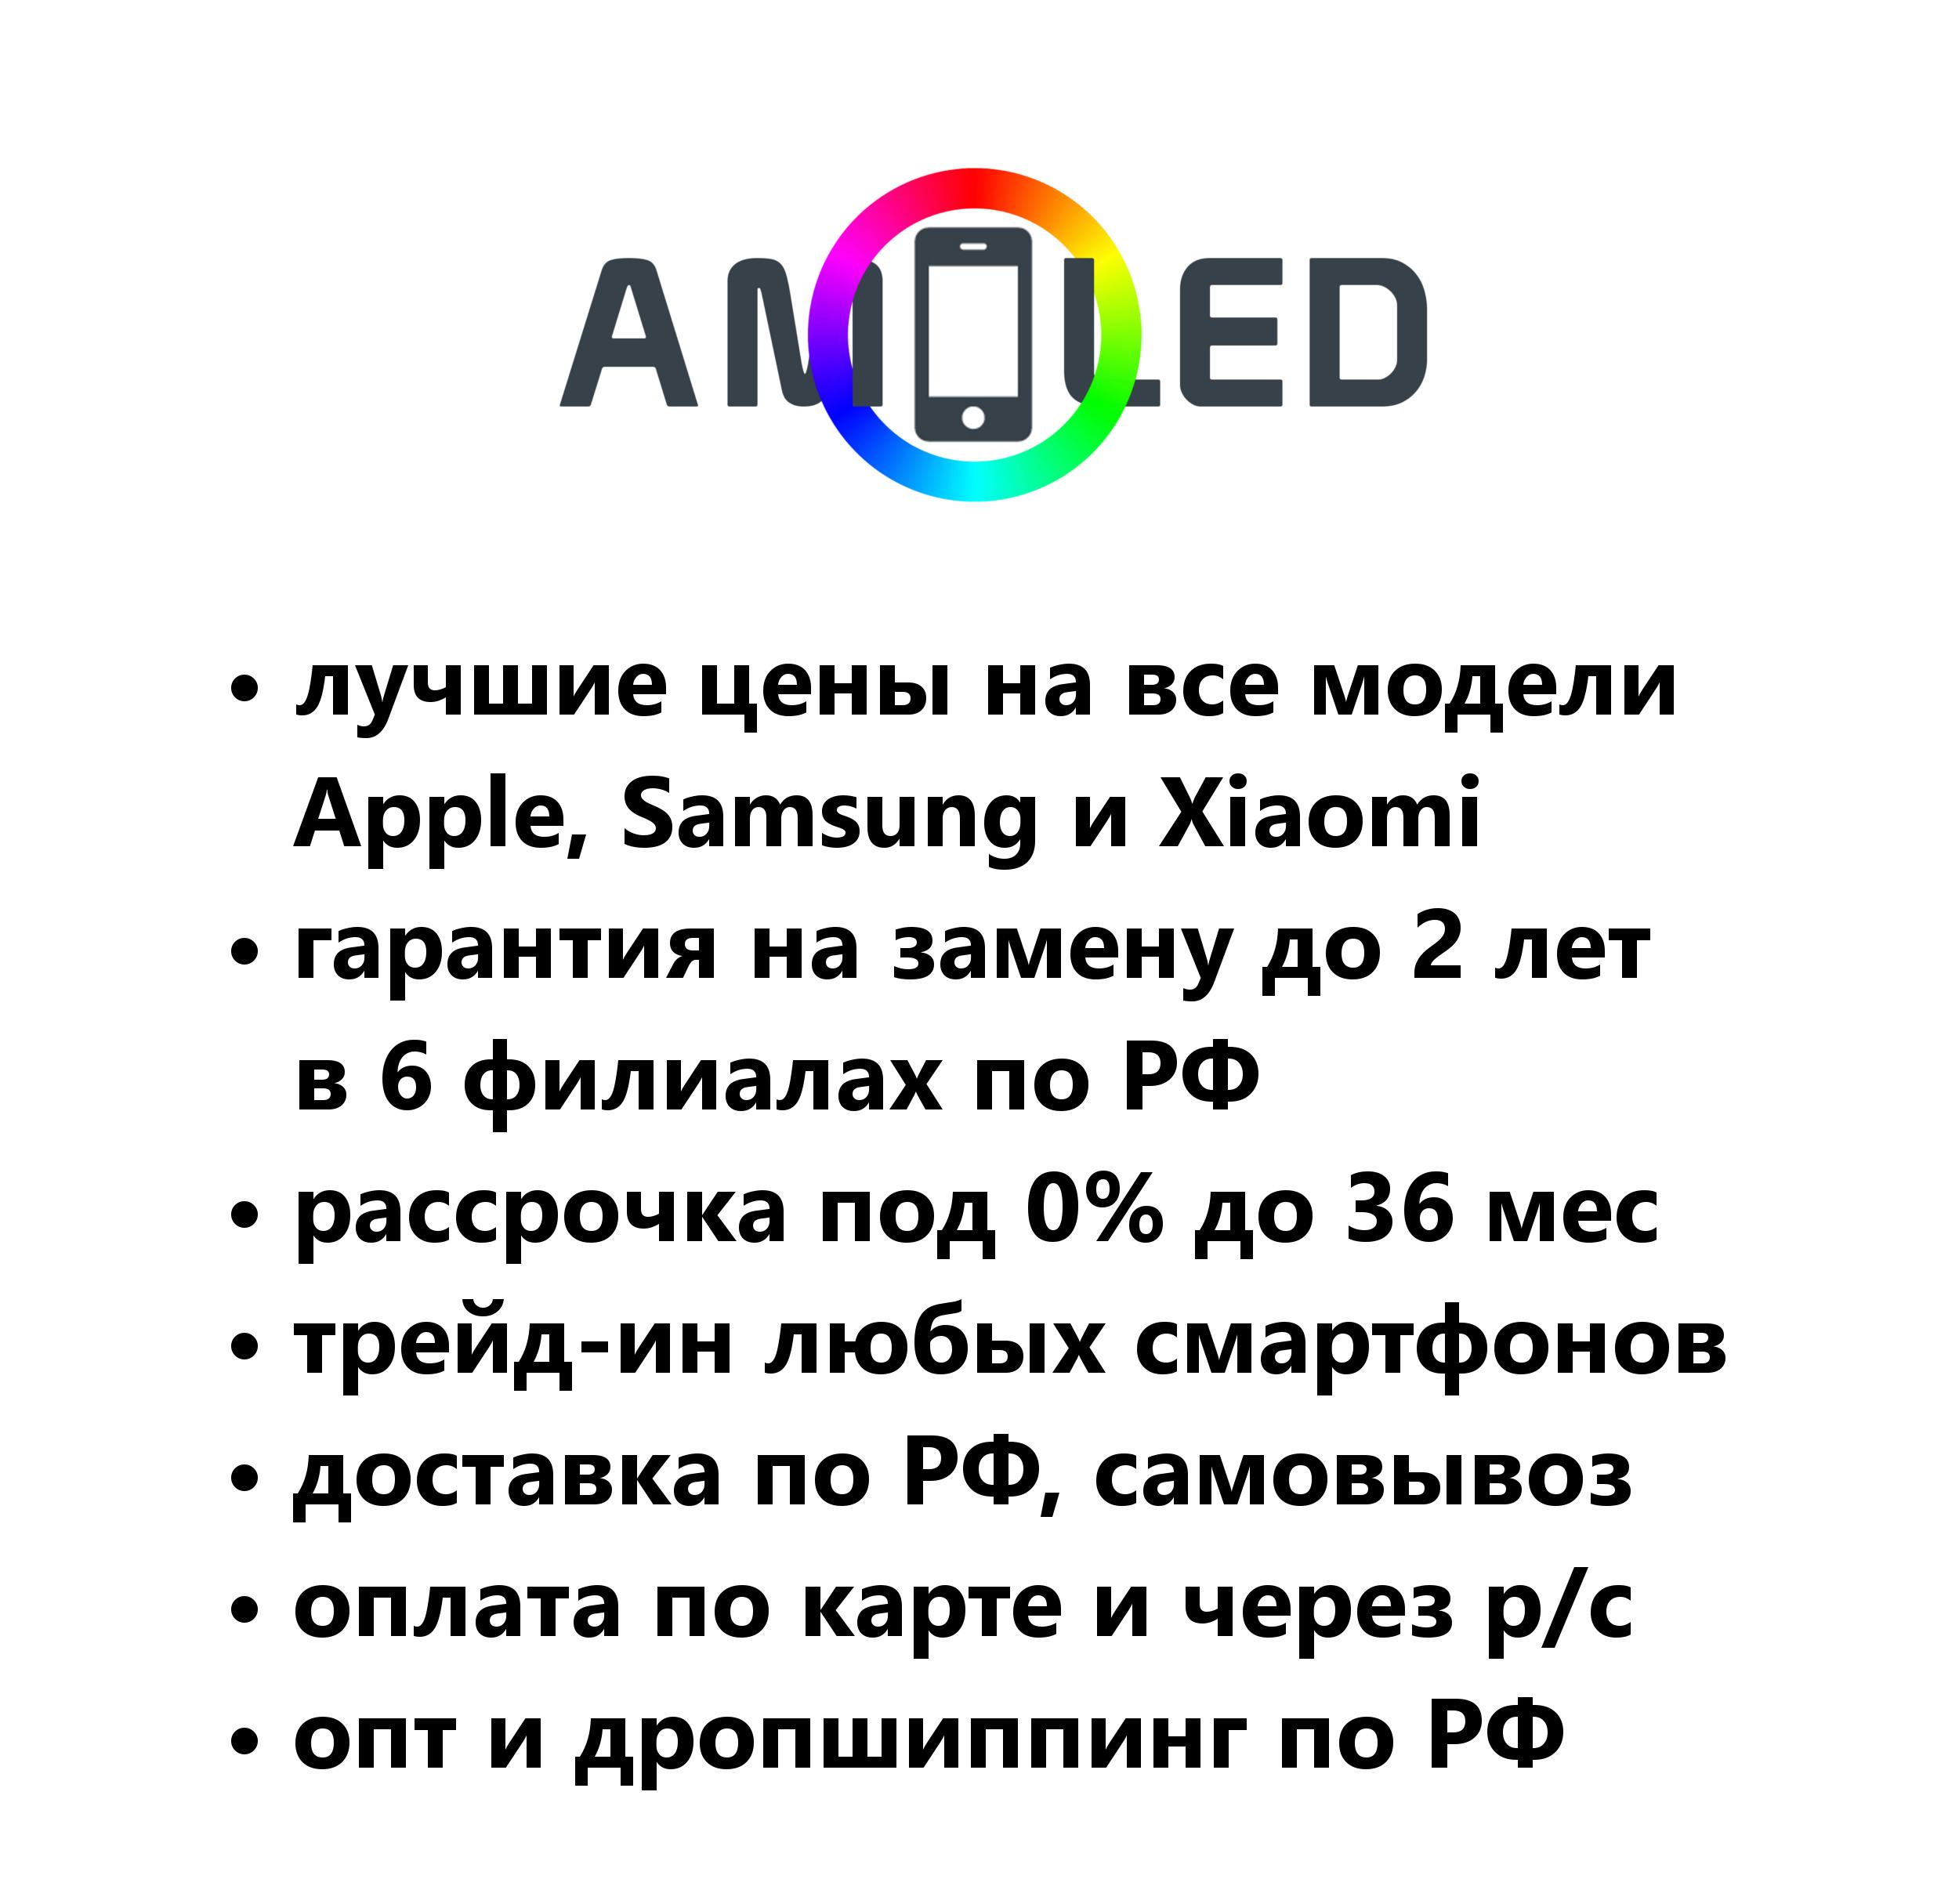 AMOLED
• лучшие цены на все модели
Apple, Samsung и Xiaomi
• гарантия на замену до 2 лет
в 6 филиалах по РФ
• рассрочка под 0% до 36 мес
• трейд-ин любых смартфонов
• доставка по РФ, самовывоз
• оплата по карте и через р/с
• опт и дропшиппинг по РФ